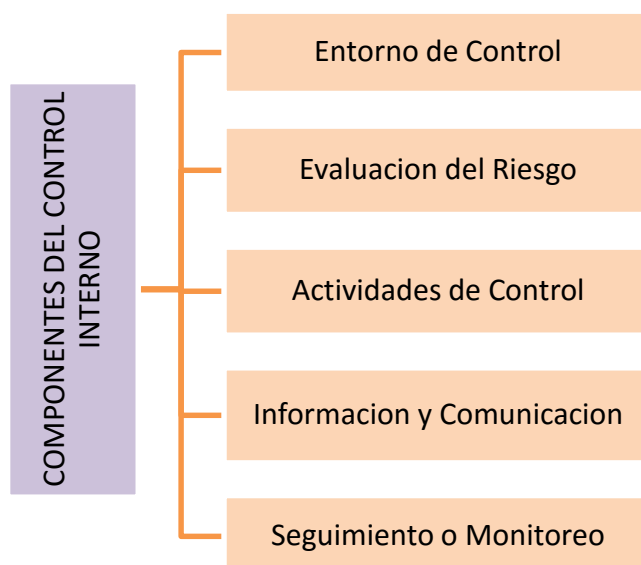 COMPONENTES DEL CONTROL
INTERNO
Entorno de Control
Evaluacion del Riesgo
Actividades de Control
Informacion y Comunicacion
Seguimiento o Monitoreo